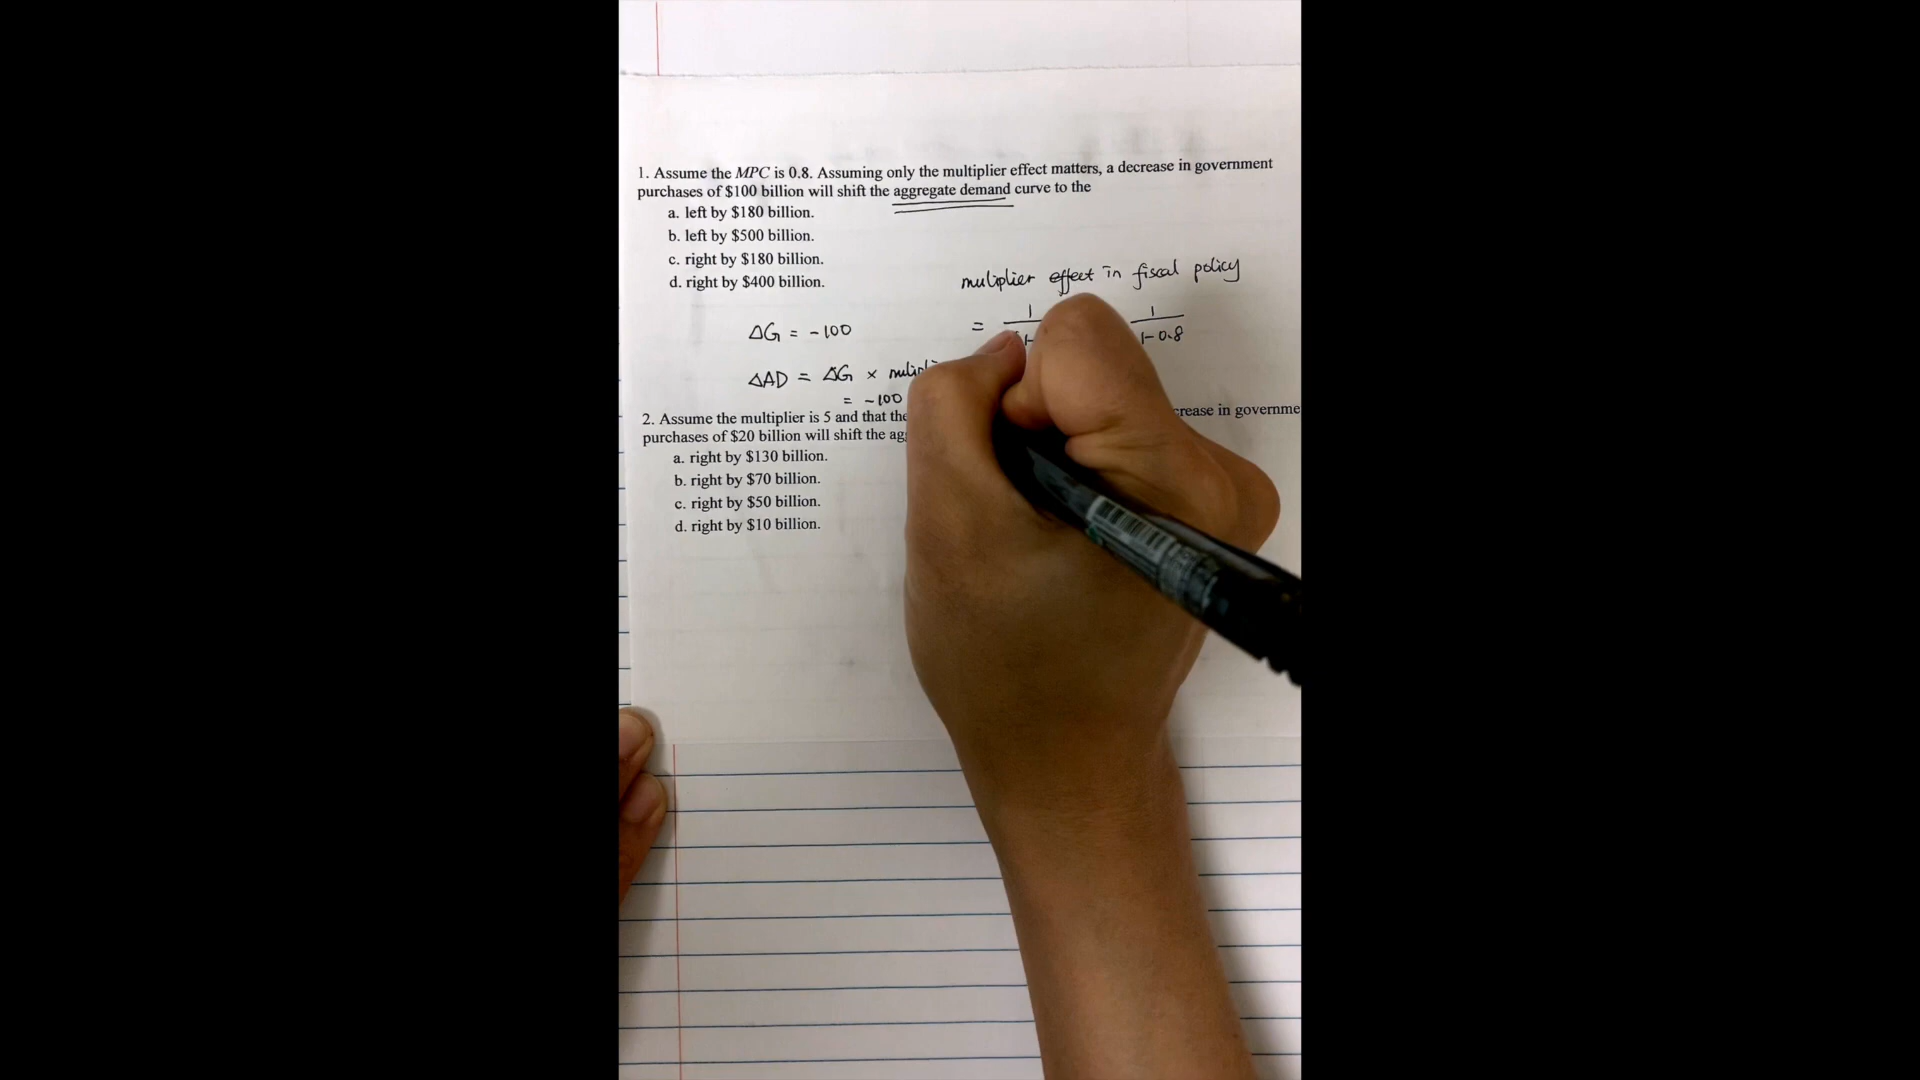 1. Assume the MPC is 0.8. Assuming only the multiplier effect matters, a decrease in government
purchases of $100 billion will shift the aggregate demand curve to the
a. left by $180 billion.
b. left by $500 billion.
c. right by $180 billion.
d. right by $400 billion.
muliplier effect in fiscal policy
= 1 / 1- 1 / 1-0.8
ΔG = -100
ΔAD = ΔG ×
= -100
2. Assume the multiplier is 5 and that the governme
purchases of $20 billion will shift the
a. right by $130 billion.
b. right by $70 billion.
c. right by $50 billion.
d. right by $10 billion.